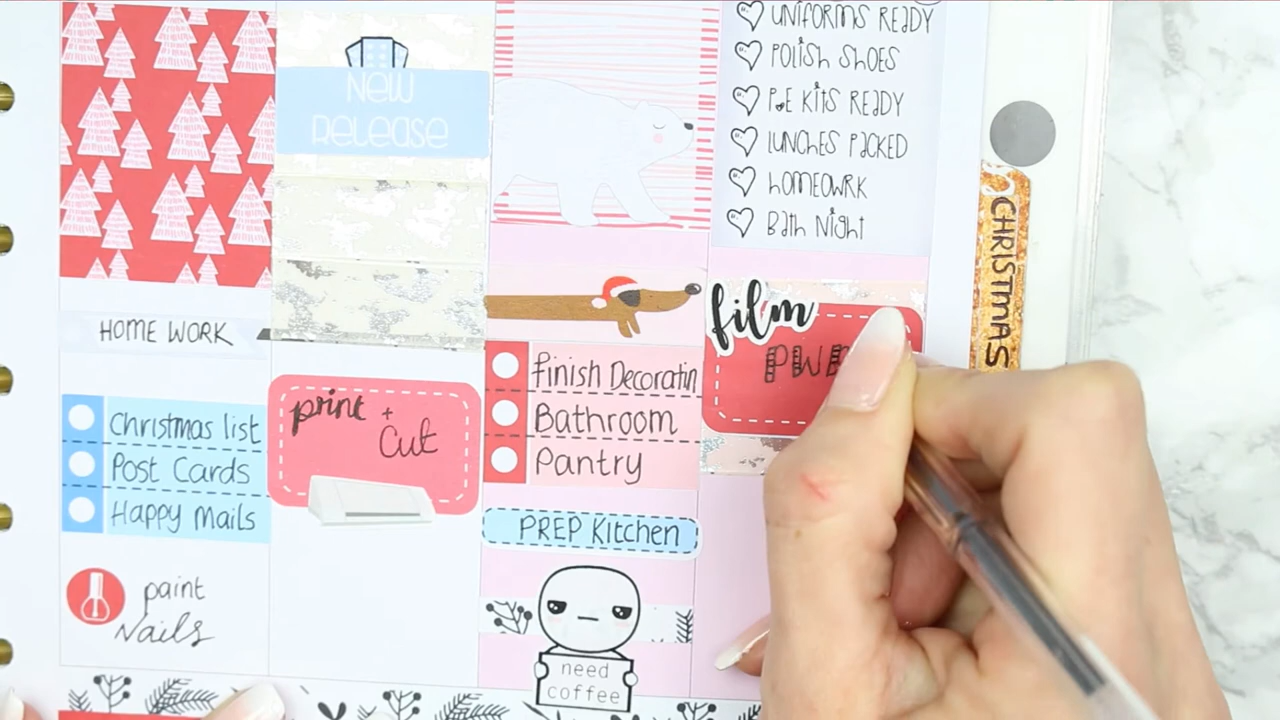 HOME WORK
Christmas list
Post Cards
Happy Mails
paint
Nails
New
Release
print +
Cut
finish Decoratin
Bathroom
Pantry
PREP Kitchen
need
coffee
UNIFORMS READY
POLISH SHOES
P.E KITS READY
LUNCHES PACKED
HOMEOWRK
Bath Night
film
PW
CHRISTMAS